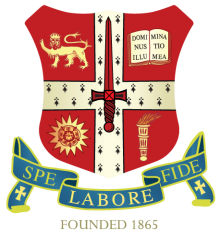 DOMI MINA
NUS TIO
ILLU MEA
SPE LABORE FIDE
FOUNDED 1865